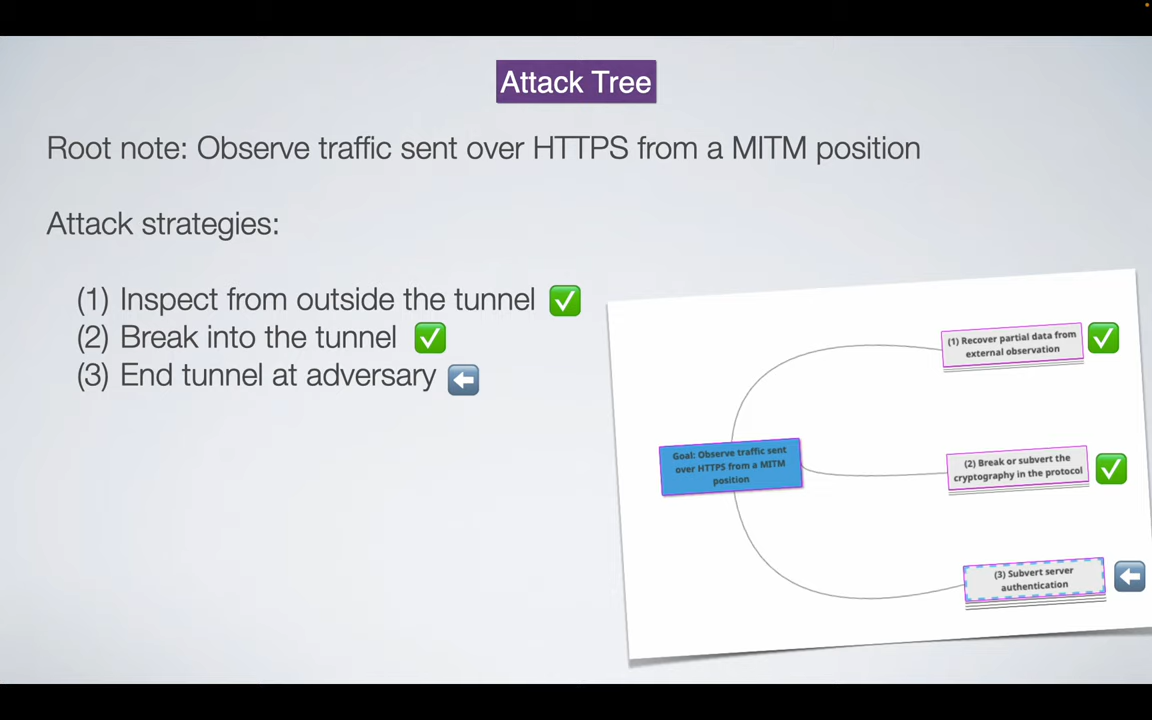 Attack Tree
Root note: Observe traffic sent over HTTPS from a MITM position
Attack strategies:
(1) Inspect from outside the tunnel ✅
(2) Break into the tunnel ✅
(3) End tunnel at adversary ⬅️
(1) Recover partial data from
external observation ✅
Goal: Observe traffic sent
over HTTPS from a MITM
position
(2) Break or subvert the
cryptography in the protocol ✅
(3) Subvert server
authentication ⬅️